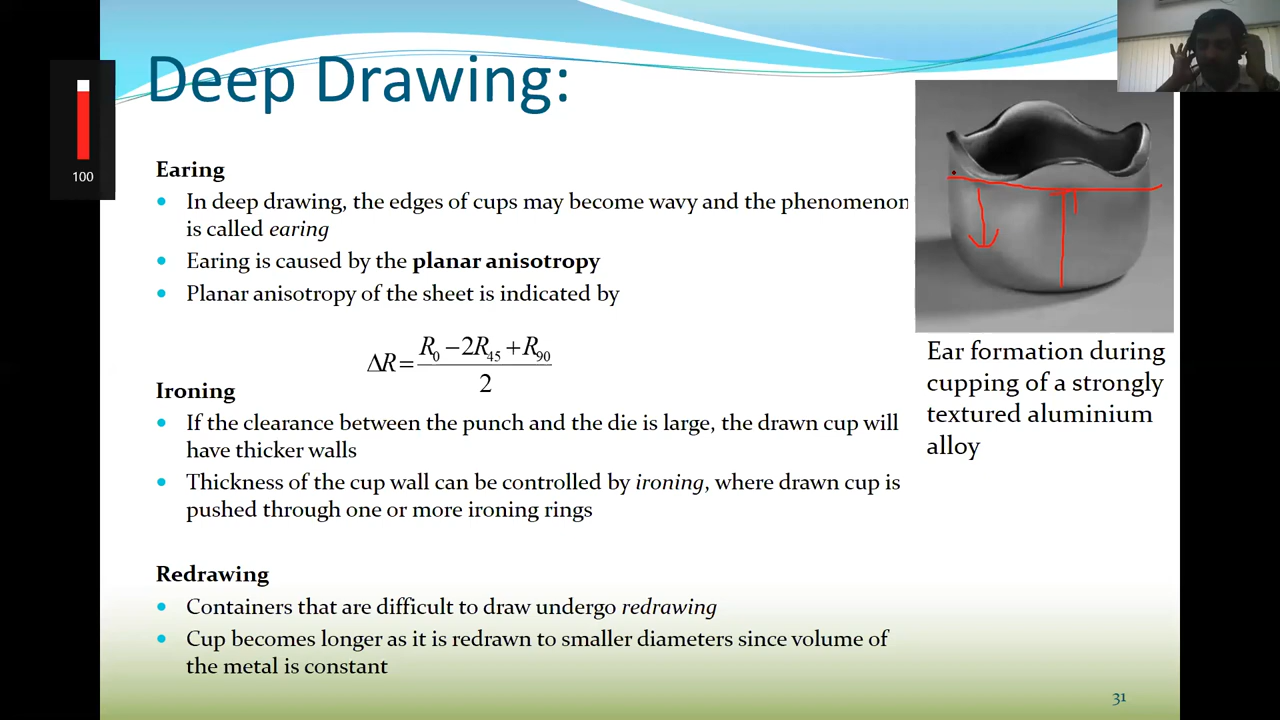 Deep Drawing:
100
Earing
In deep drawing, the edges of cups may become wavy and the phenomenon
is called earing
Earing is caused by the planar anisotropy
Planar anisotropy of the sheet is indicated by
ΔR = (R0 − 2R45 + R90) / 2
Ironing
If the clearance between the punch and the die is large, the drawn cup will
have thicker walls
Thickness of the cup wall can be controlled by ironing, where drawn cup is
pushed through one or more ironing rings
Redrawing
Containers that are difficult to draw undergo redrawing
Cup becomes longer as it is redrawn to smaller diameters since volume of
the metal is constant
Ear formation during
cupping of a strongly
textured aluminium
alloy
31